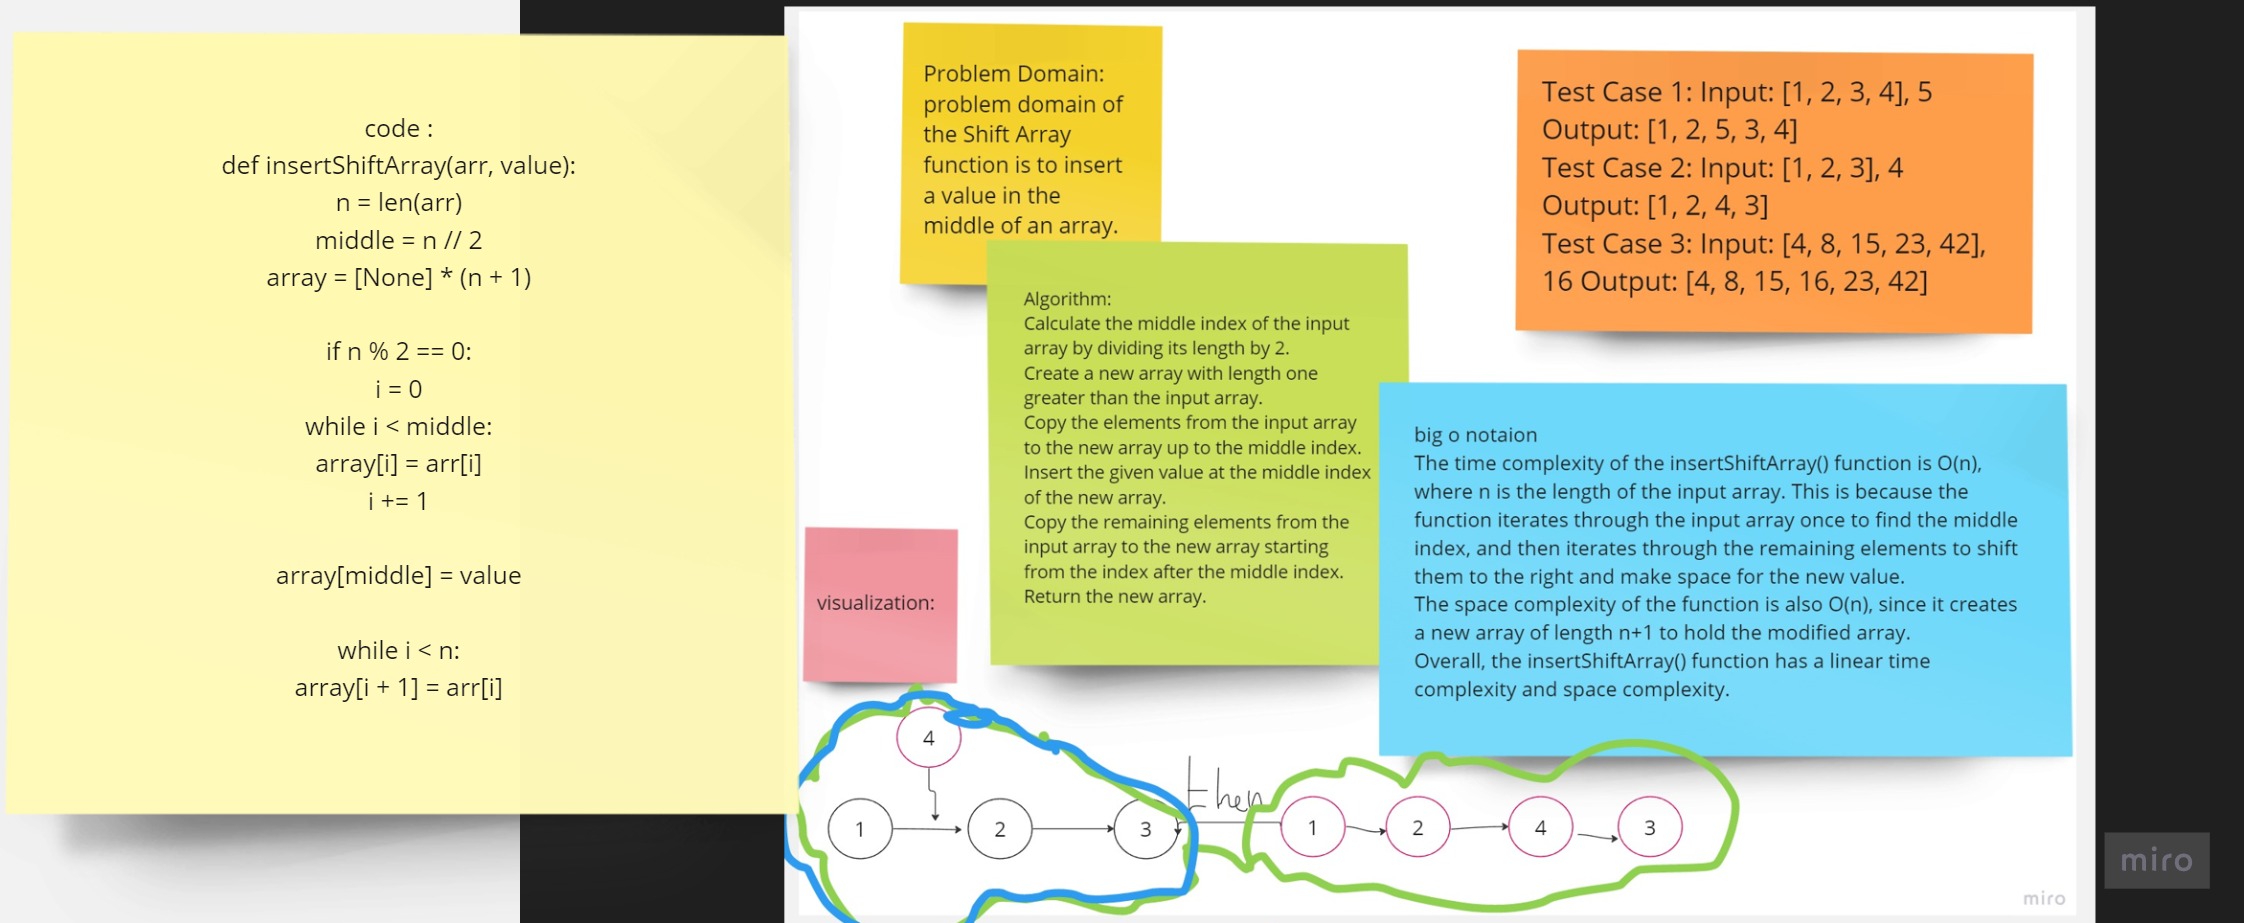 code :
def insertShiftArray(arr, value):
n = len(arr)
middle = n // 2
array = [None] * (n + 1)
if n % 2 == 0:
i = 0
while i < middle:
array[i] = arr[i]
i += 1
array[middle] = value
while i < n:
array[i + 1] = arr[i]
Problem Domain:
problem domain of
the Shift Array
function is to insert
a value in the
middle of an array.
Algorithm:
Calculate the middle index of the input
array by dividing its length by 2.
Create a new array with length one
greater than the input array.
Copy the elements from the input array
to the new array up to the middle index.
Insert the given value at the middle index
of the new array.
Copy the remaining elements from the
input array to the new array starting
from the index after the middle index.
Return the new array.
Test Case 1: Input: [1, 2, 3, 4], 5
Output: [1, 2, 5, 3, 4]
Test Case 2: Input: [1, 2, 3], 4
Output: [1, 2, 4, 3]
Test Case 3: Input: [4, 8, 15, 23, 42],
16 Output: [4, 8, 15, 16, 23, 42]
big o notaion
The time complexity of the insertShiftArray() function is O(n),
where n is the length of the input array. This is because the
function iterates through the input array once to find the middle
index, and then iterates through the remaining elements to shift
them to the right and make space for the new value.
The space complexity of the function is also O(n), since it creates
a new array of length n+1 to hold the modified array.
Overall, the insertShiftArray() function has a linear time
complexity and space complexity.
visualization:
4
1 2 3
then
1 2 4 3
miro
miro